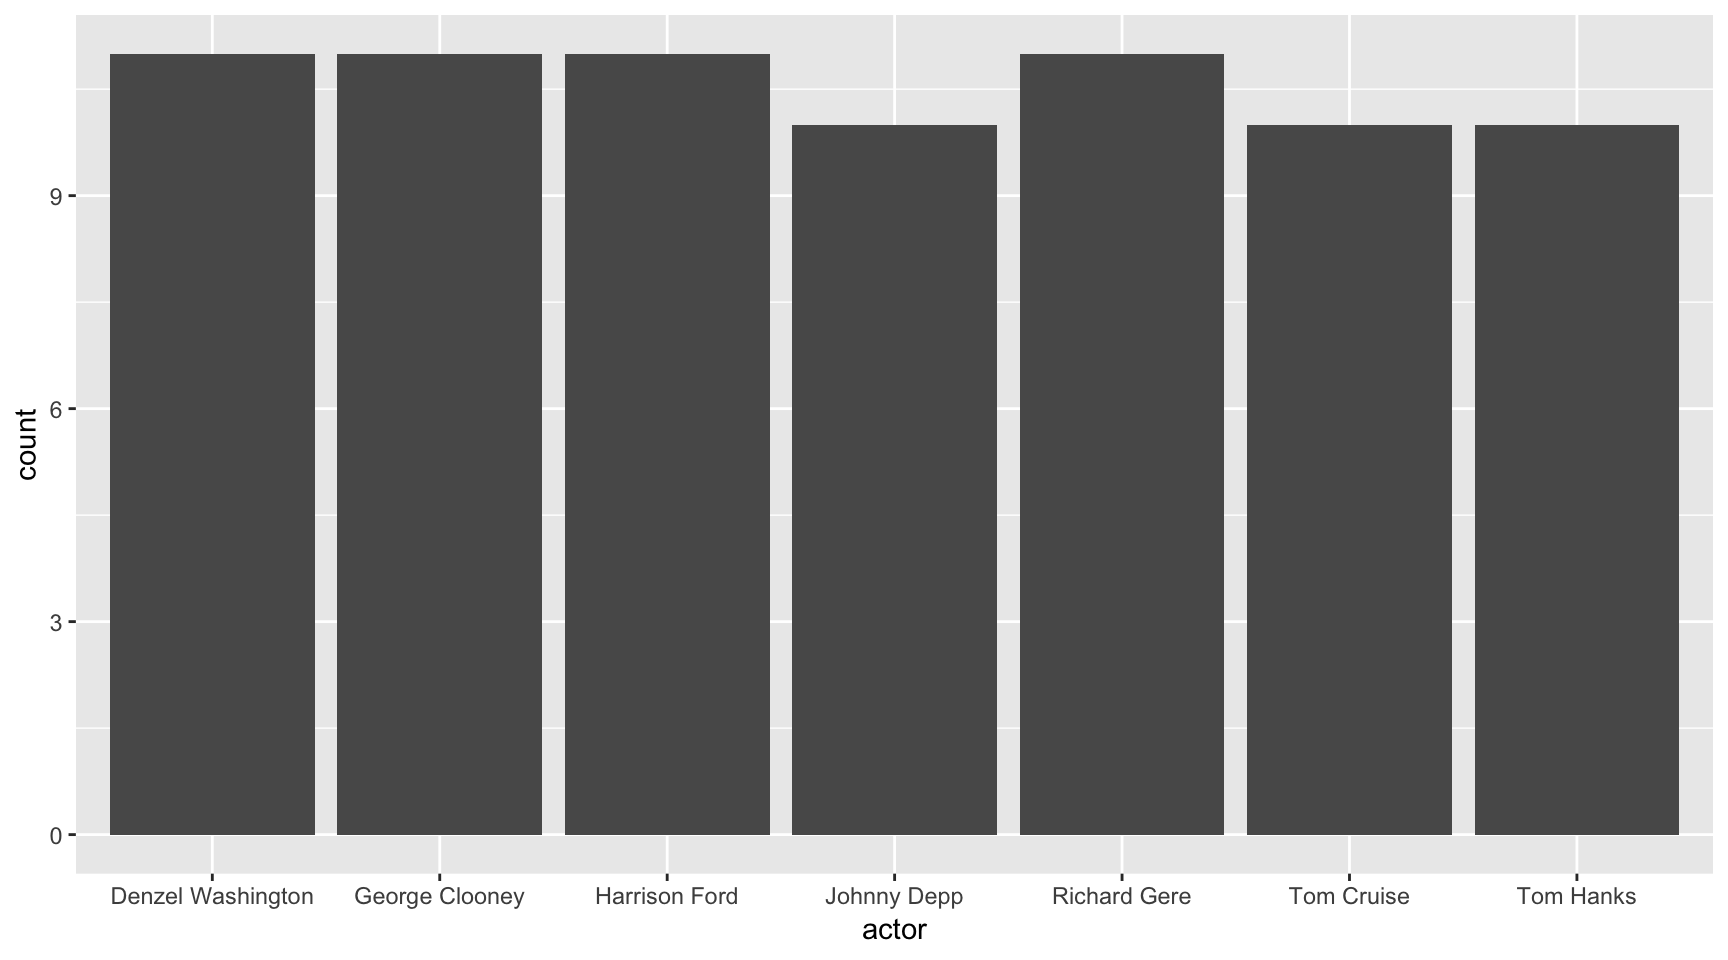 count
9
6
3
0
Denzel Washington George Clooney Harrison Ford Johnny Depp Richard Gere Tom Cruise Tom Hanks
actor